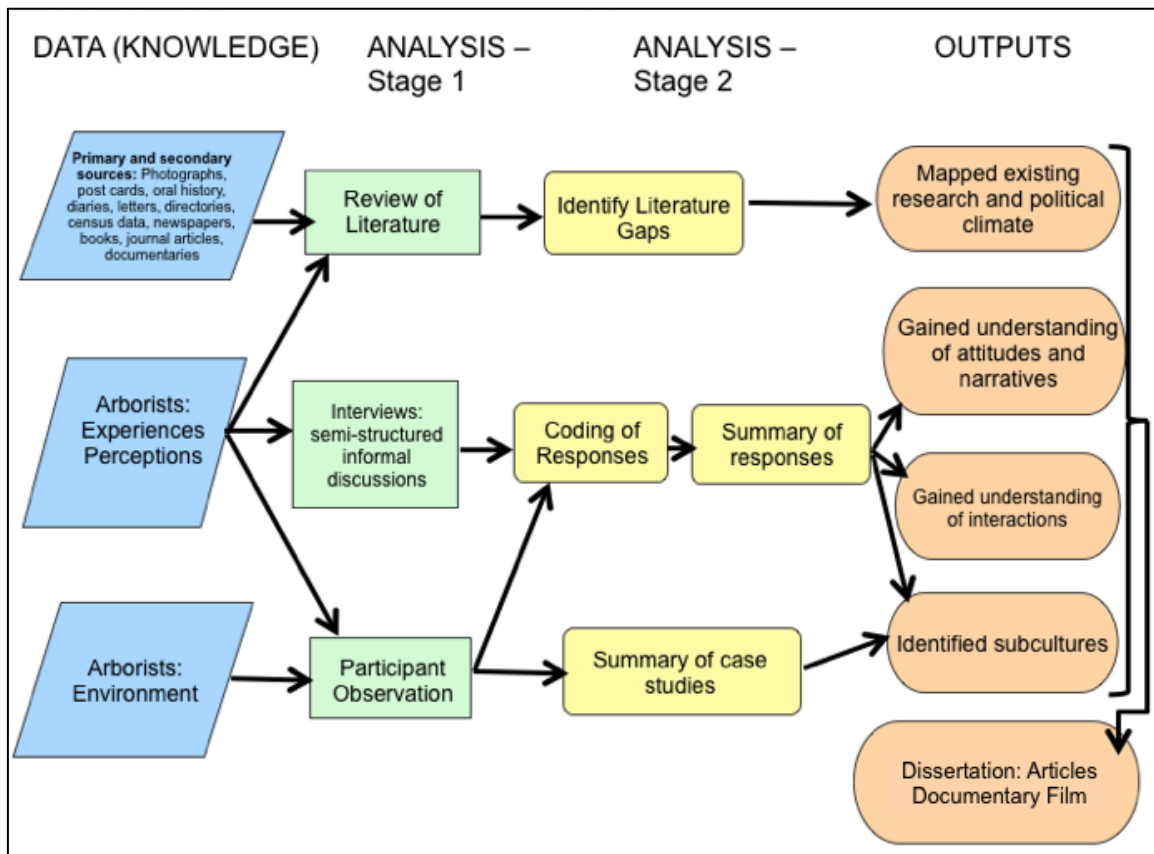 DATA (KNOWLEDGE)
ANALYSIS –
Stage 1
ANALYSIS –
Stage 2
OUTPUTS
Primary and secondary
sources: Photographs,
post cards, oral history,
diaries, letters, directories,
census data, newspapers,
books, journal articles,
documentaries
Review of
Literature
Identify Literature
Gaps
Mapped existing
research and political
climate
Arborists:
Experiences
Perceptions
Interviews:
semi-structured
informal
discussions
Coding of
Responses
Summary of
responses
Gained understanding
of attitudes and
narratives
Gained understanding
of interactions
Arborists:
Environment
Participant
Observation
Summary of case
studies
Identified subcultures
Dissertation: Articles
Documentary Film